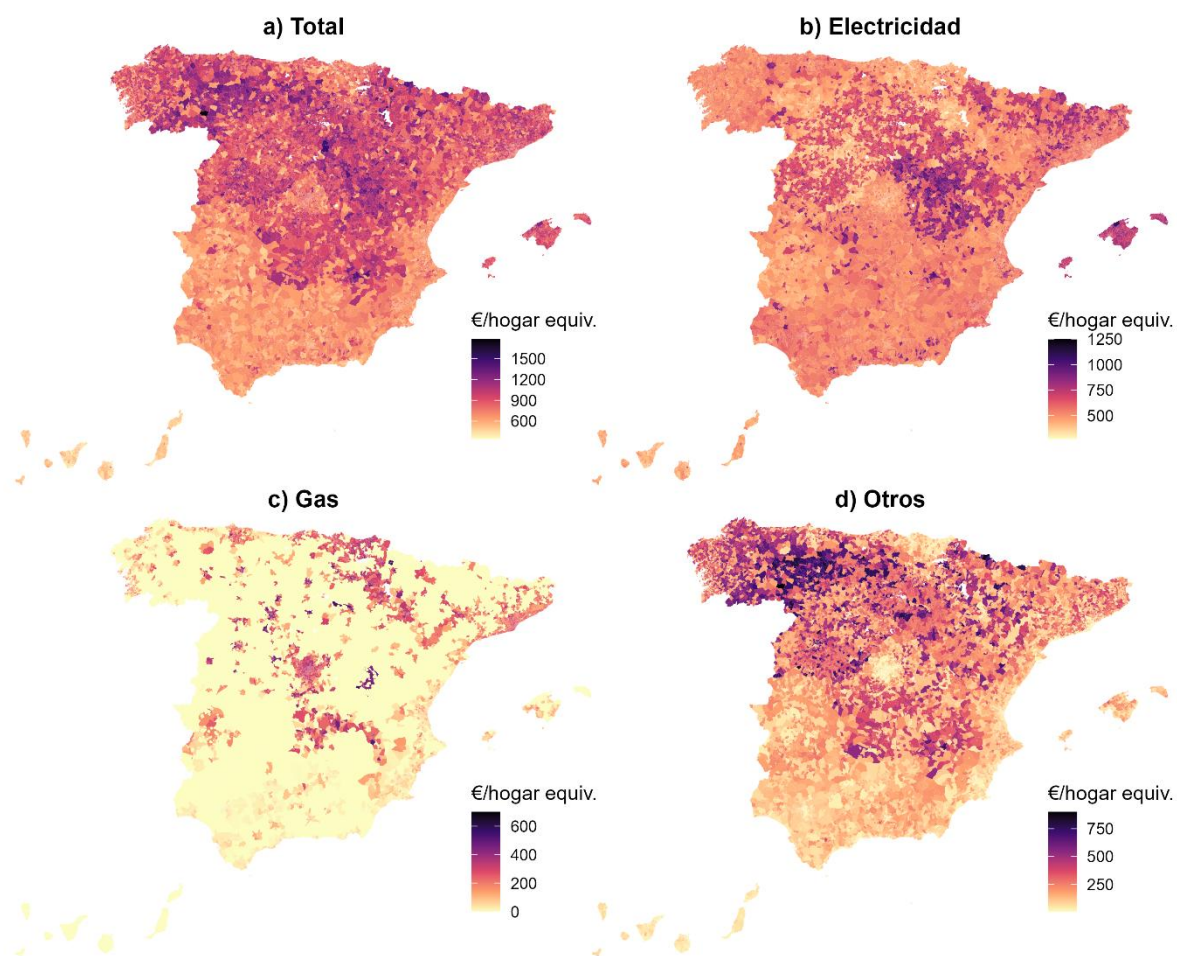 a) Total
b) Electricidad
€/hogar equiv.
1500
1200
900
600
€/hogar equiv.
1250
1000
750
500
c) Gas
d) Otros
€/hogar equiv.
600
400
200
0
€/hogar equiv.
750
500
250